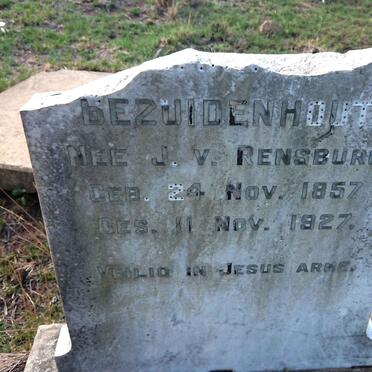 BEZUIDENHOUT
NEE J. V. RENSBURG
GEB. 24 NOV. 1857
GES. 11 NOV. 1927.
VEILIG IN JESUS ARME.